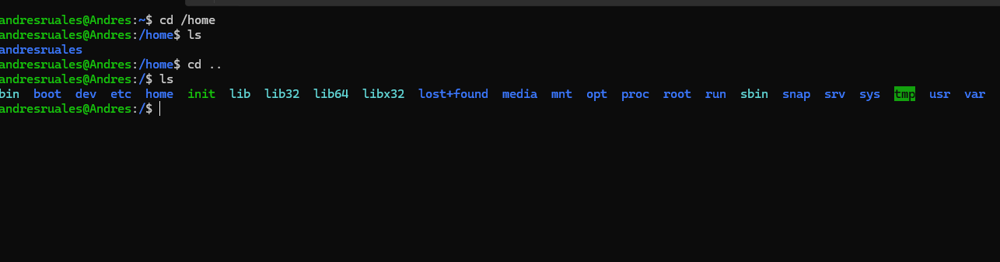 andresruales@Andres:~$ cd /home
andresruales@Andres:/home$ ls
andresruales
andresruales@Andres:/home$ cd ..
andresruales@Andres:/$ ls
bin  boot  dev  etc  home  init  lib  lib32  lib64  libx32  lost+found  media  mnt  opt  proc  root  run  sbin  snap  srv  sys  tmp  usr  var
andresruales@Andres:/$